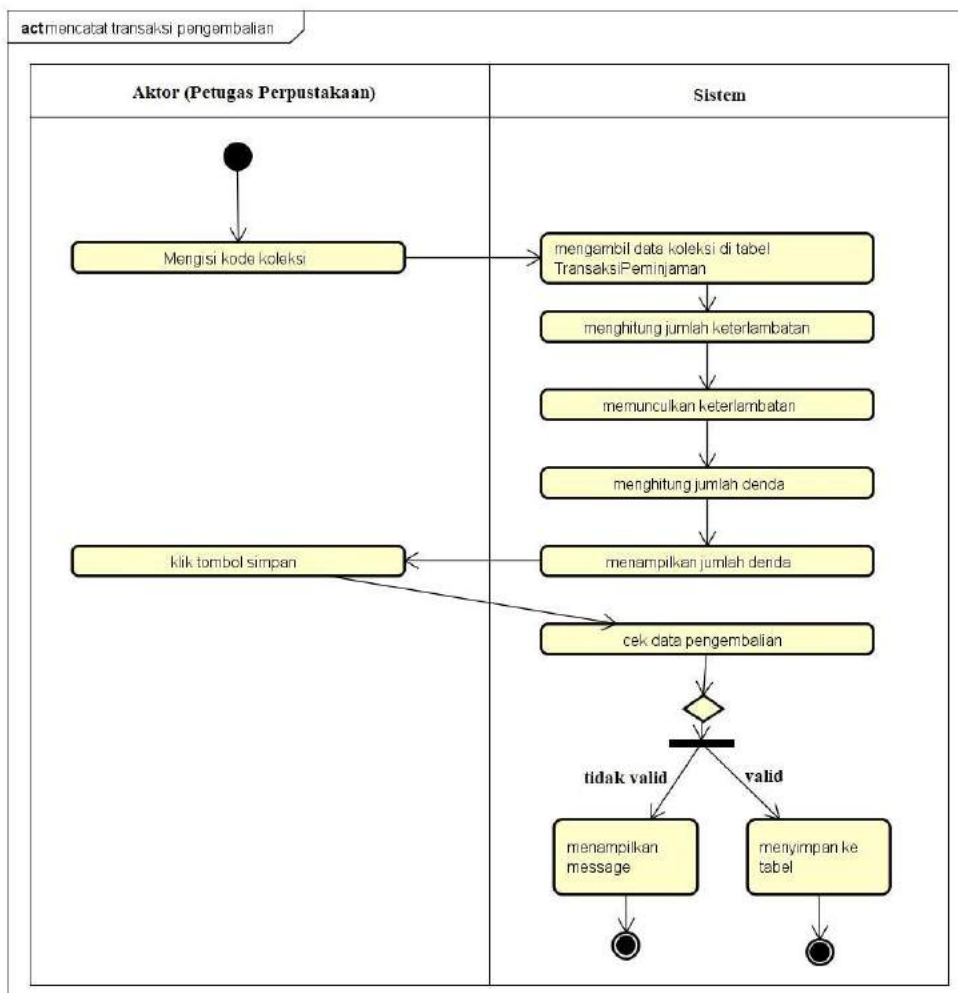 act mencatat transaksi pengembalian
Aktor (Petugas Perpustakaan)
Sistem
Mengisi kode koleksi
mengambil data koleksi di tabel
TransaksiPeminjaman
menghitung jumlah keterlambatan
memunculkan keterlambatan
menghitung jumlah denda
klik tombol simpan
menampilkan jumlah denda
cek data pengembalian
tidak valid
valid
menampilkan
message
menyimpan ke
tabel